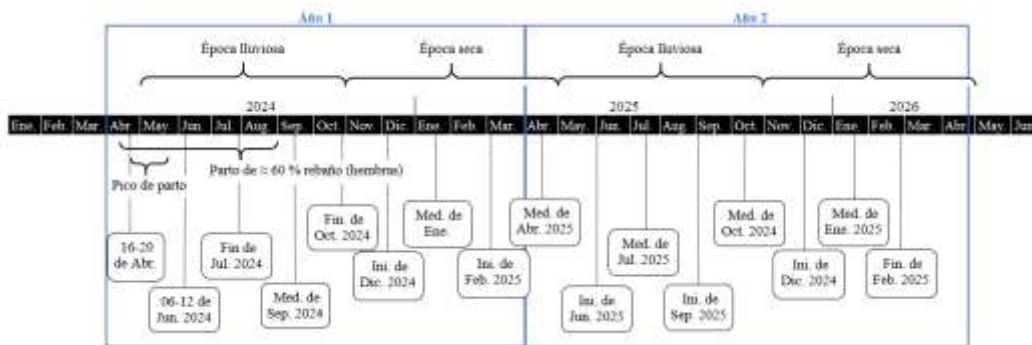 Año 1
Año 2
Época lluviosa
Época seca
Época lluviosa
Época seca
2024
2025
2026
Ene. Feb. Mar. Abr. May. Jun. Jul. Aug. Sep. Oct. Nov. Dic. Ene. Feb. Mar. Abr. May. Jun. Jul. Aug. Sep. Oct. Nov. Dic. Ene. Feb. Mar. Abr. May. Jun
Pico de parto
Parto de ≈ 60 % rebaño (hembras)
16-20
de Abr.
06-12 de
Jun. 2024
Fin de
Jul. 2024
Med. de
Sep. 2024
Fin. de
Oct. 2024
Ini. de
Dic. 2024
Med. de
Ene.
Ini. de
Feb. 2025
Med. de
Abr. 2025
Ini. de
Jun. 2025
Med. de
Jul. 2025
Ini. de
Sep. 2025
Med. de
Oct. 2024
Ini. de
Dic. 2024
Med. de
Ene. 2025
Fin. de
Feb. 2025